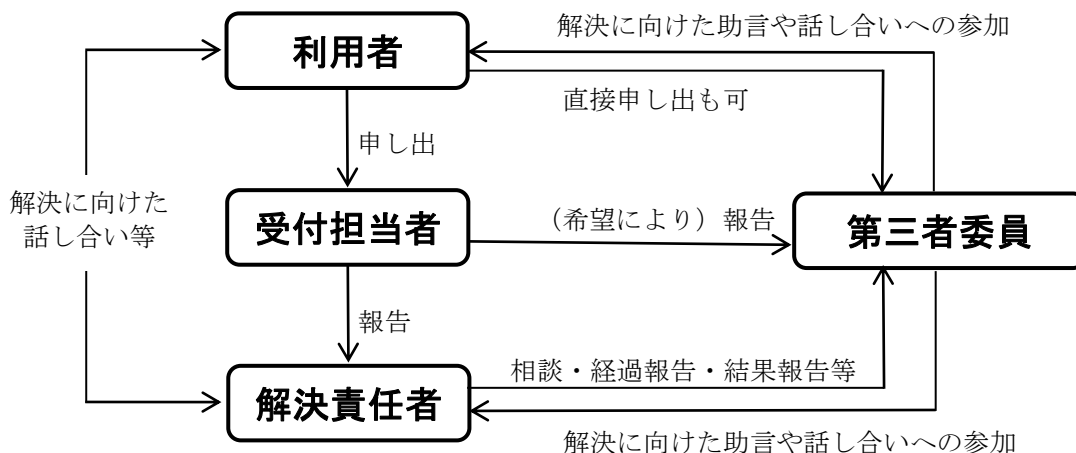 解決に向けた助言や話し合いへの参加
利用者
直接申し出も可
申し出
解決に向けた
話し合い等
受付担当者
（希望により）報告
第三者委員
報告
相談・経過報告・結果報告等
解決責任者
解決に向けた助言や話し合いへの参加